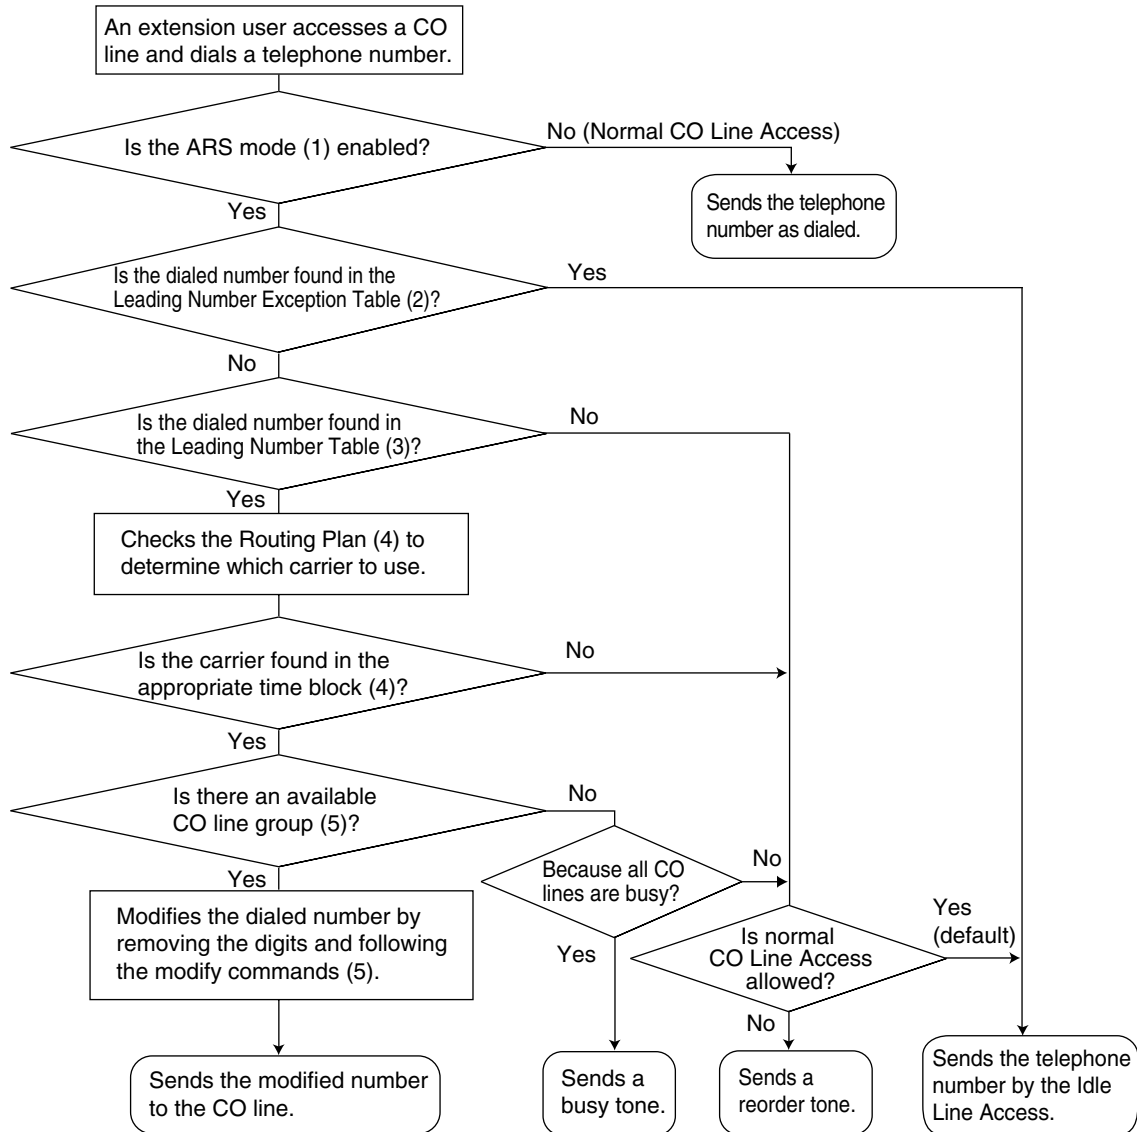 An extension user accesses a CO
line and dials a telephone number.
Is the ARS mode (1) enabled?
No (Normal CO Line Access)
Sends the telephone
number as dialed.
Yes
Is the dialed number found in the
Leading Number Exception Table (2)?
Yes
No
Is the dialed number found in
the Leading Number Table (3)?
No
Yes
Checks the Routing Plan (4) to
determine which carrier to use.
Is the carrier found in the
appropriate time block (4)?
No
Yes
Is there an available
CO line group (5)?
No
Because all CO
lines are busy?
No
Yes
Modifies the dialed number by
removing the digits and following
the modify commands (5).
Yes
Is normal
CO Line Access
allowed?
Yes
(default)
No
Sends the modified number
to the CO line.
Sends a
busy tone.
Sends a
reorder tone.
Sends the telephone
number by the Idle
Line Access.